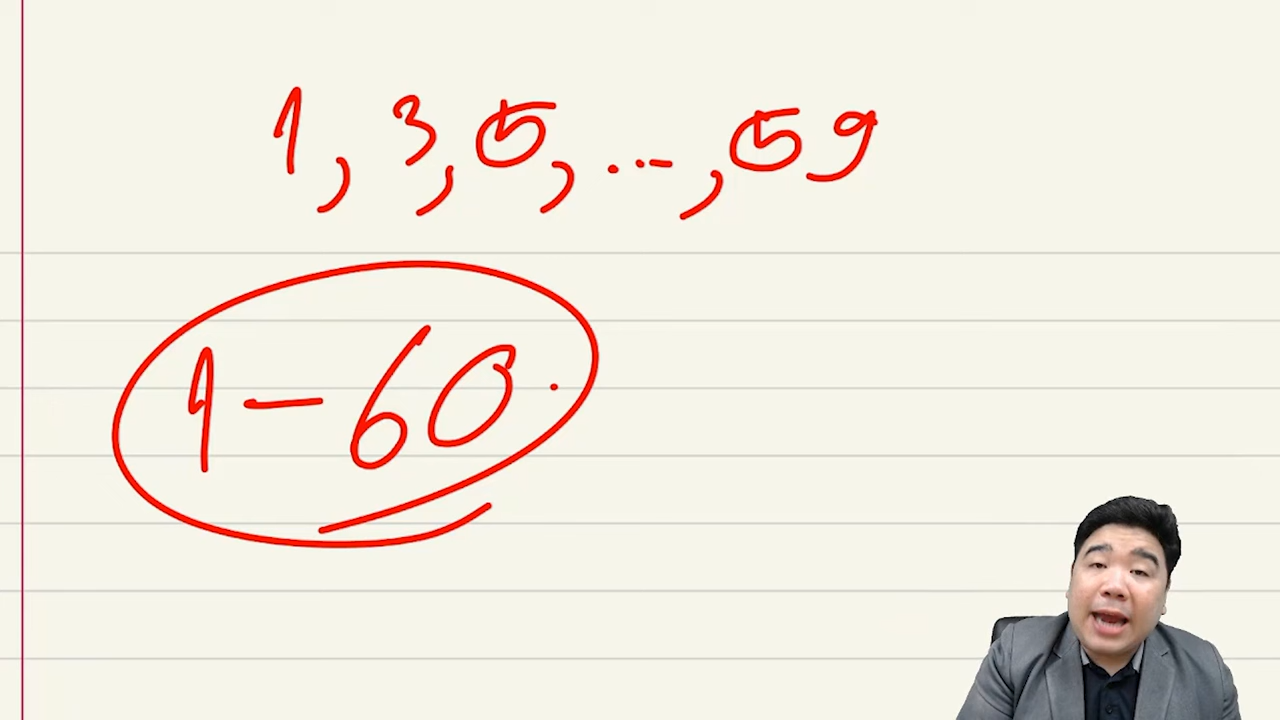 1, 3, 5, ..., 59
1 - 60.